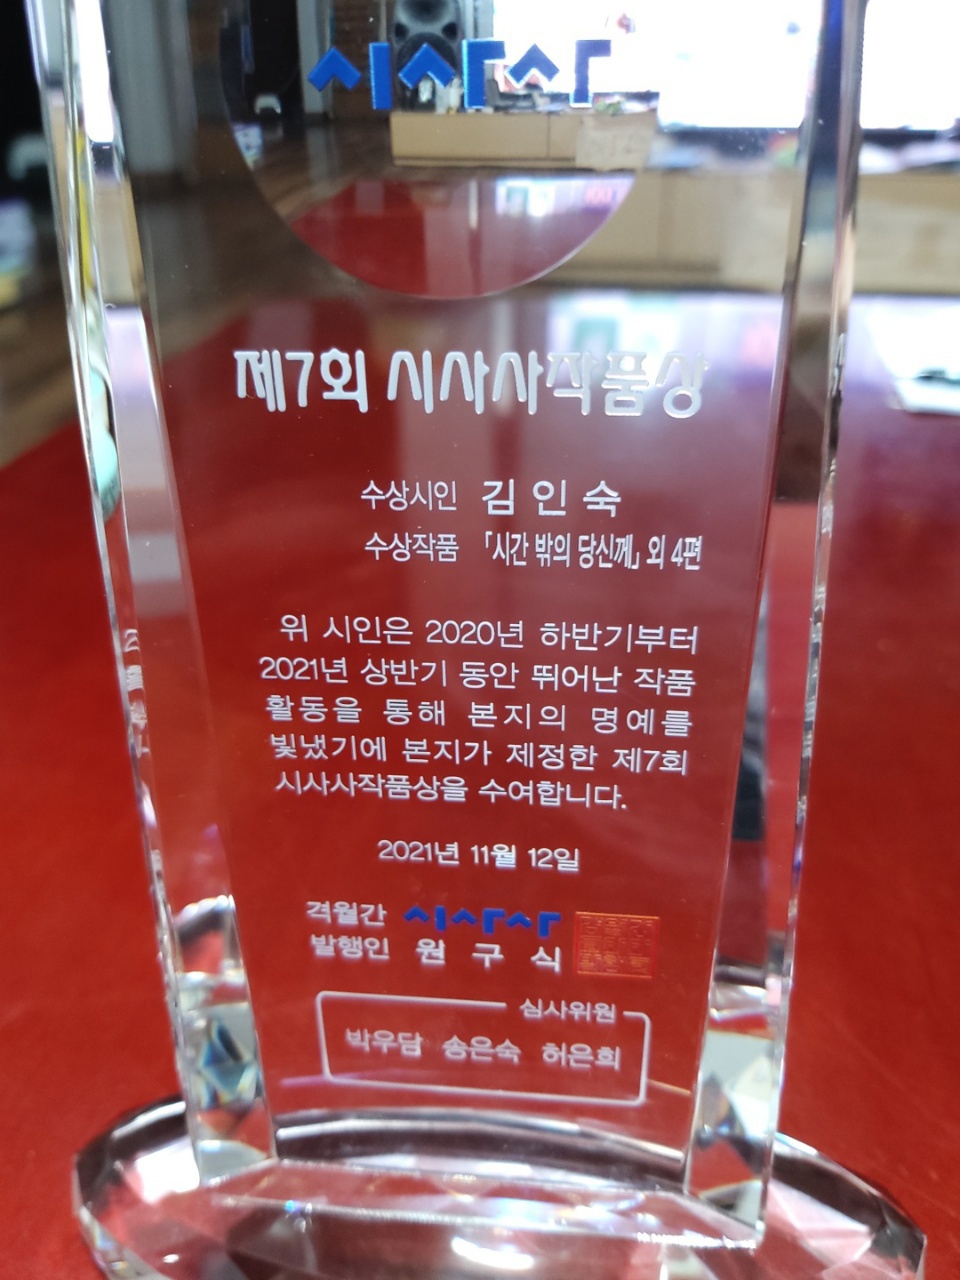 시사사
제7회 시사사작품상
수상시인 김인숙
수상작품 「시간 밖의 당신께」 외 4편
위 시인은 2020년 하반기부터
2021년 상반기 동안 뛰어난 작품
활동을 통해 본지의 명예를
빛냈기에 본지가 제정한 제7회
시사사작품상을 수여합니다.
2021년 11월 12일
격월간 시사사
발행인 원구식
심사위원
박우담 송은숙 허은희